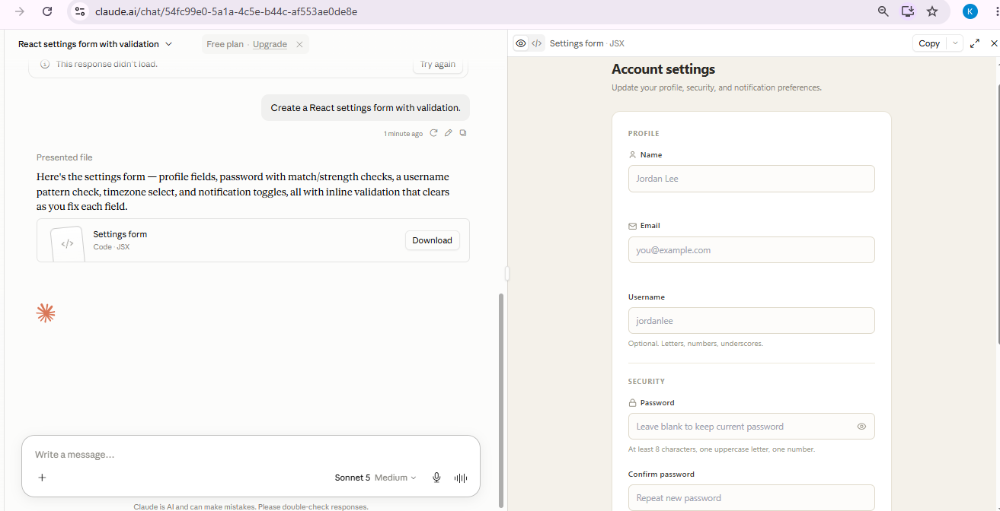 claude.ai/chat/54fc99e0-5a1a-4c5e-b44c-af553ae0de8e
K
React settings form with validation
Free plan · Upgrade
This response didn't load.
Try again
Create a React settings form with validation.
1 minute ago
Presented file
Here's the settings form — profile fields, password with match/strength checks, a username
pattern check, timezone select, and notification toggles, all with inline validation that clears
as you fix each field.
</>
Settings form
Code · JSX
Download
Write a message...
+
Sonnet 5 Medium
Claude is AI and can make mistakes. Please double-check responses.
</>
Settings form · JSX
Copy
Account settings
Update your profile, security, and notification preferences.
PROFILE
Name
Jordan Lee
Email
you@example.com
Username
jordanlee
Optional. Letters, numbers, underscores.
SECURITY
Password
Leave blank to keep current password
At least 8 characters, one uppercase letter, one number.
Confirm password
Repeat new password